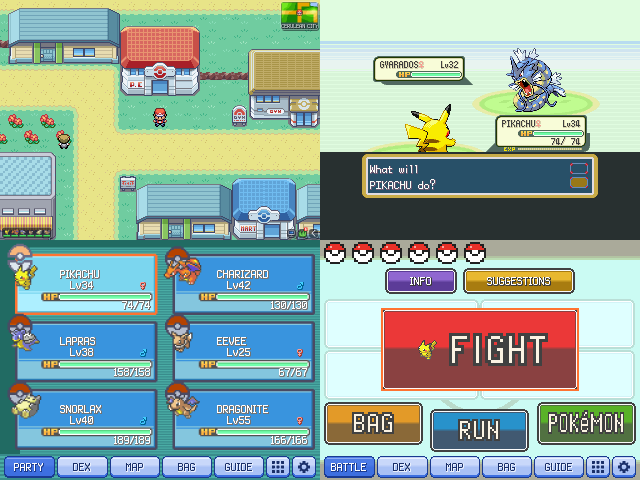 CERULEAN CITY
P.C
GYM
GYM
MART
GYARADOS♀ Lv32
HP
PIKACHU♀ Lv34
HP
74/ 74
EXP
What will
PIKACHU do?
PIKACHU
Lv34 ♀
HP
74/74
CHARIZARD
Lv42 ♂
HP
130/130
LAPRAS
Lv38 ♂
HP
158/158
EEVEE
Lv25 ♀
HP
67/67
SNORLAX
Lv40 ♂
HP
189/189
DRAGONITE
Lv55 ♀
HP
166/166
PARTY DEX MAP BAG GUIDE
INFO SUGGESTIONS
FIGHT
BAG RUN POKéMON
BATTLE DEX MAP BAG GUIDE